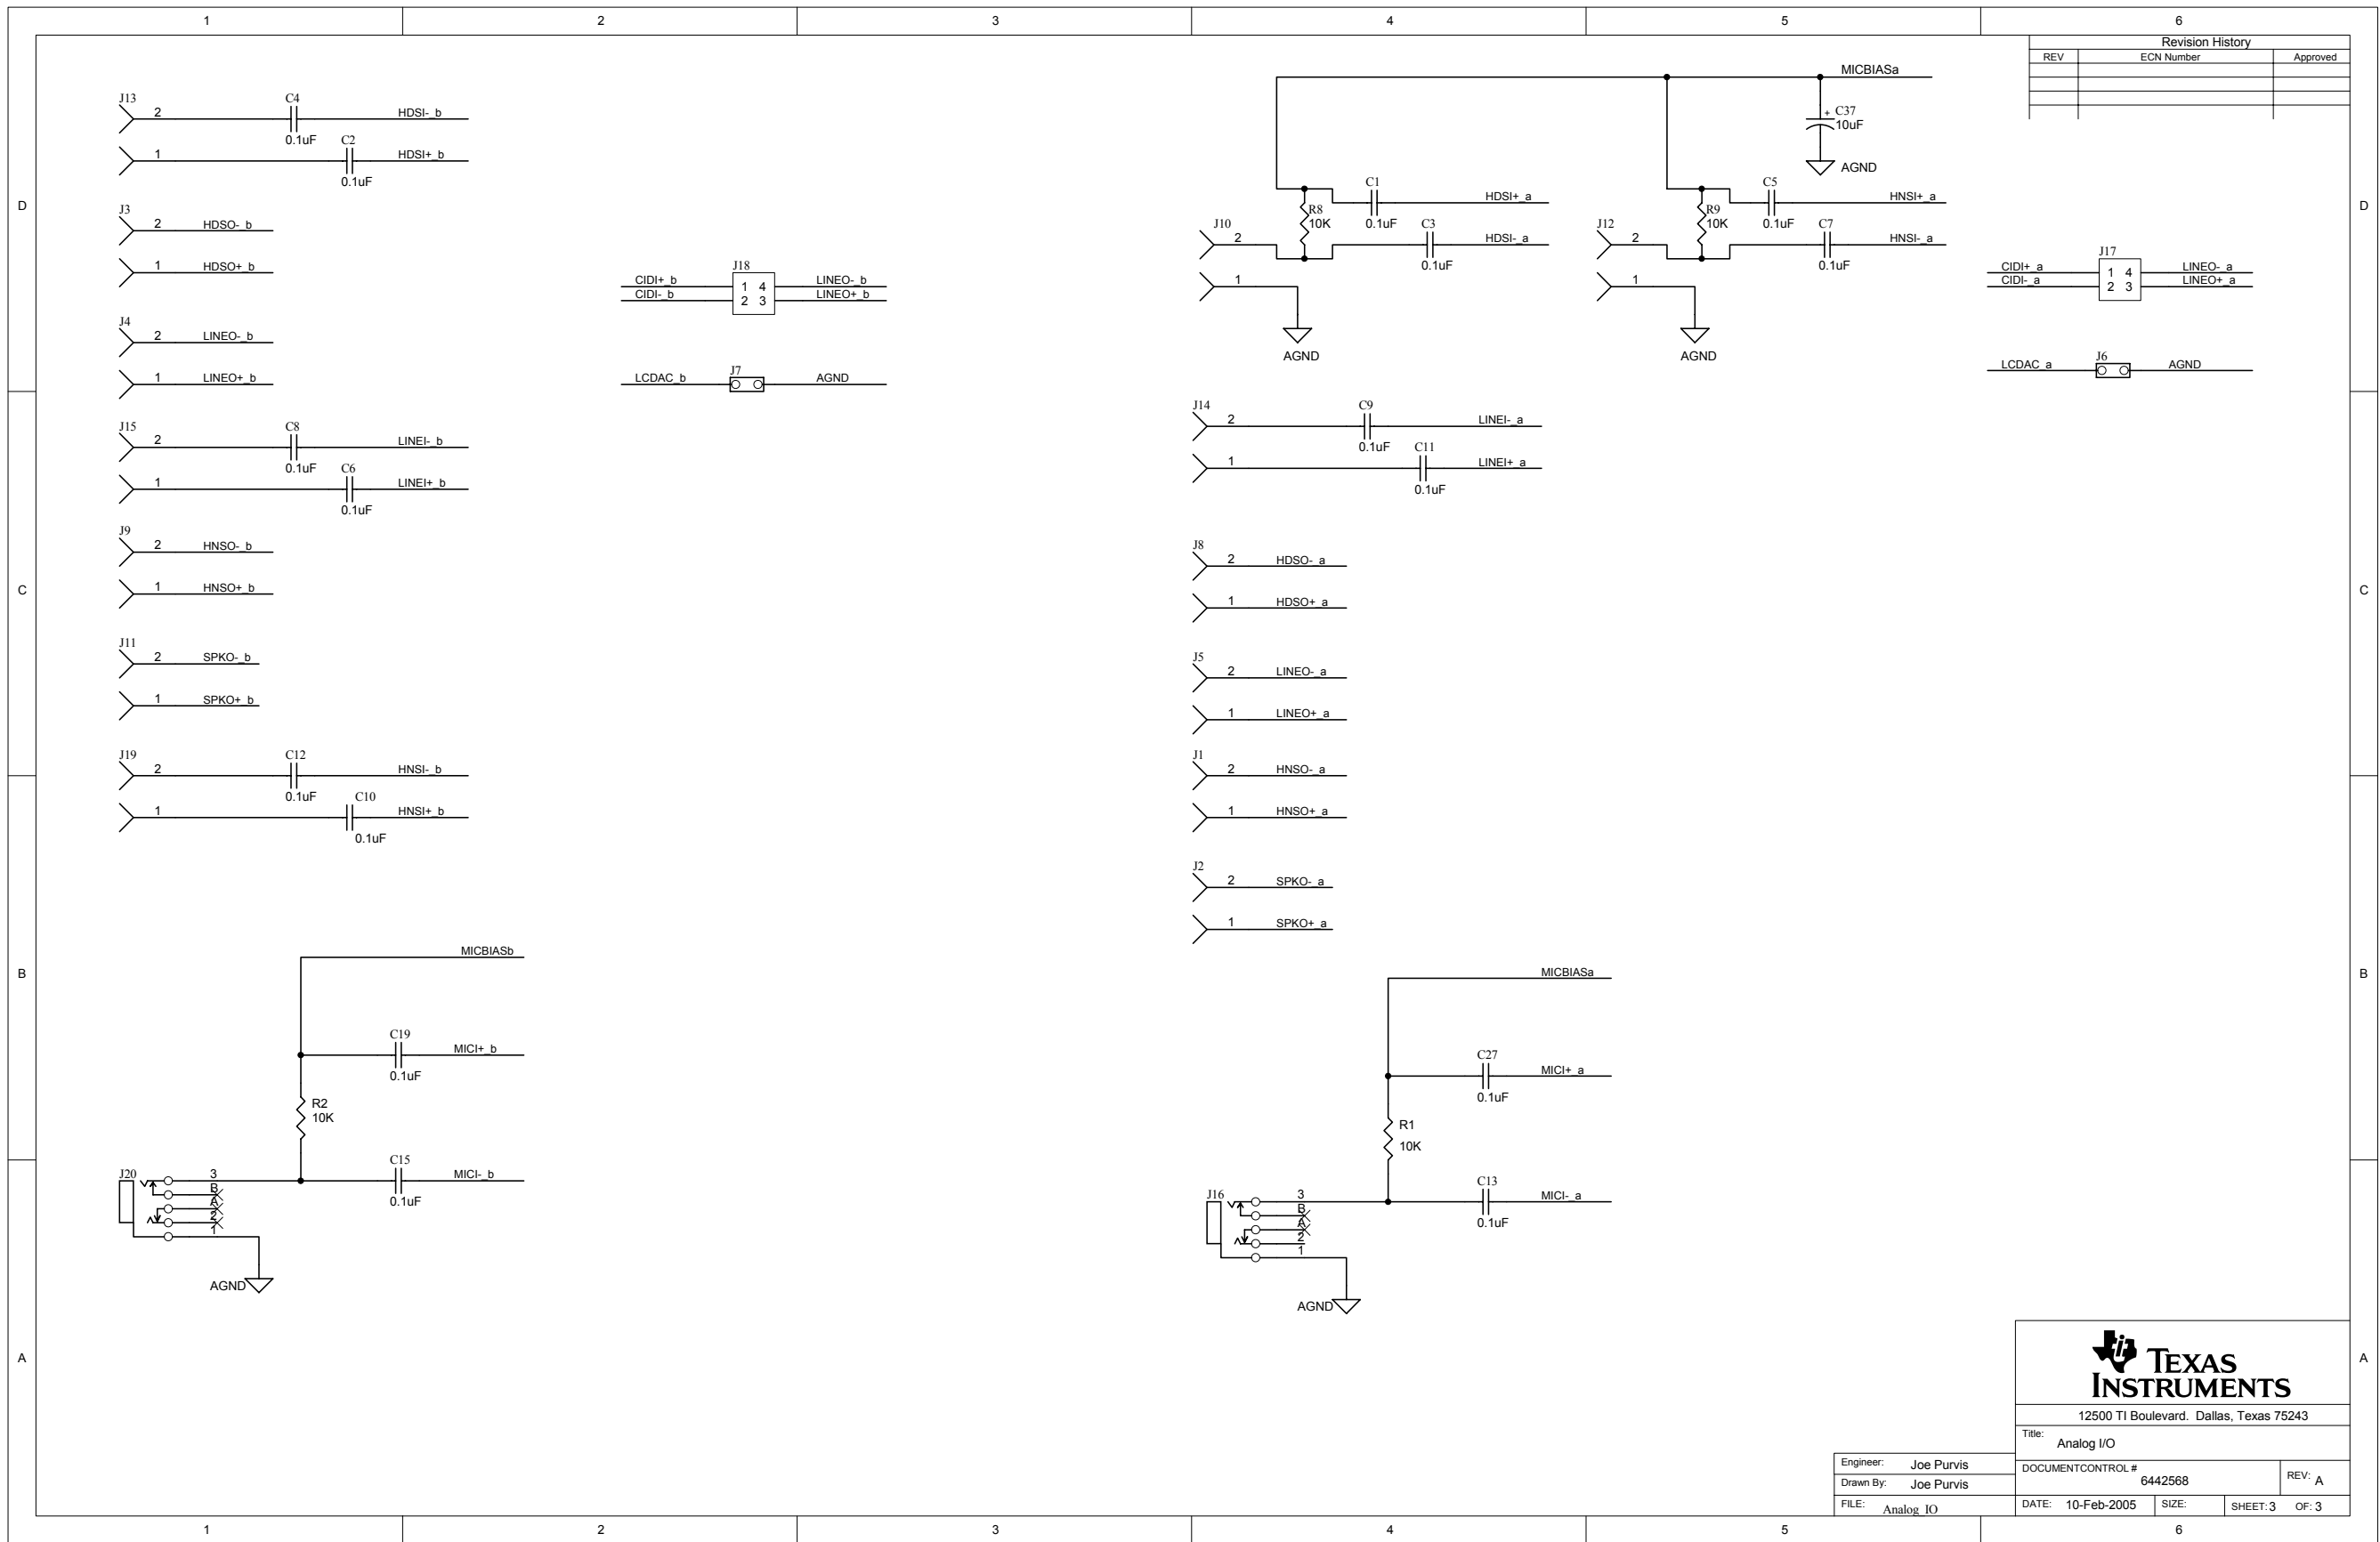 1 2 3 4 5 6
Revision History
REV ECN Number Approved
D D
C C
B B
A A
J13
2 C4 HDSI-_b
0.1uF
1 C2 HDSI+_b
0.1uF
J3
2 HDSO-_b
1 HDSO+_b
J4
2 LINEO-_b
1 LINEO+_b
J15
2 C8 LINEI-_b
0.1uF
1 C6 LINEI+_b
0.1uF
J9
2 HNSO-_b
1 HNSO+_b
J11
2 SPKO-_b
1 SPKO+_b
J19
2 C12 HNSI-_b
0.1uF
1 C10 HNSI+_b
0.1uF
MICBIASb
C19 MICI+_b
0.1uF
R2
10K
C15 MICI-_b
0.1uF
J20
3
B
A
2
1
AGND
J18
CIDI+_b 1 4 LINEO-_b
CIDI-_b 2 3 LINEO+_b
J7
LCDAC_b AGND
MICBIASa
+ C37
10uF
AGND
J10
2
1
R8
10K
C1 HDSI+_a
0.1uF
C3 HDSI-_a
0.1uF
AGND
J12
2
1
R9
10K
C5 HNSI+_a
0.1uF
C7 HNSI-_a
0.1uF
AGND
J17
CIDI+_a 1 4 LINEO-_a
CIDI-_a 2 3 LINEO+_a
J6
LCDAC_a AGND
J14
2 C9 LINEI-_a
0.1uF
1 C11 LINEI+_a
0.1uF
J8
2 HDSO-_a
1 HDSO+_a
J5
2 LINEO-_a
1 LINEO+_a
J1
2 HNSO-_a
1 HNSO+_a
J2
2 SPKO-_a
1 SPKO+_a
MICBIASa
C27 MICI+_a
0.1uF
R1
10K
C13 MICI-_a
0.1uF
J16
3
B
A
2
1
AGND
TEXAS
INSTRUMENTS
12500 TI Boulevard. Dallas, Texas 75243
Title: Analog I/O
Engineer: Joe Purvis
Drawn By: Joe Purvis
FILE: Analog_IO
DOCUMENTCONTROL # 6442568 REV: A
DATE: 10-Feb-2005 SIZE: SHEET: 3 OF: 3
1 2 3 4 5 6